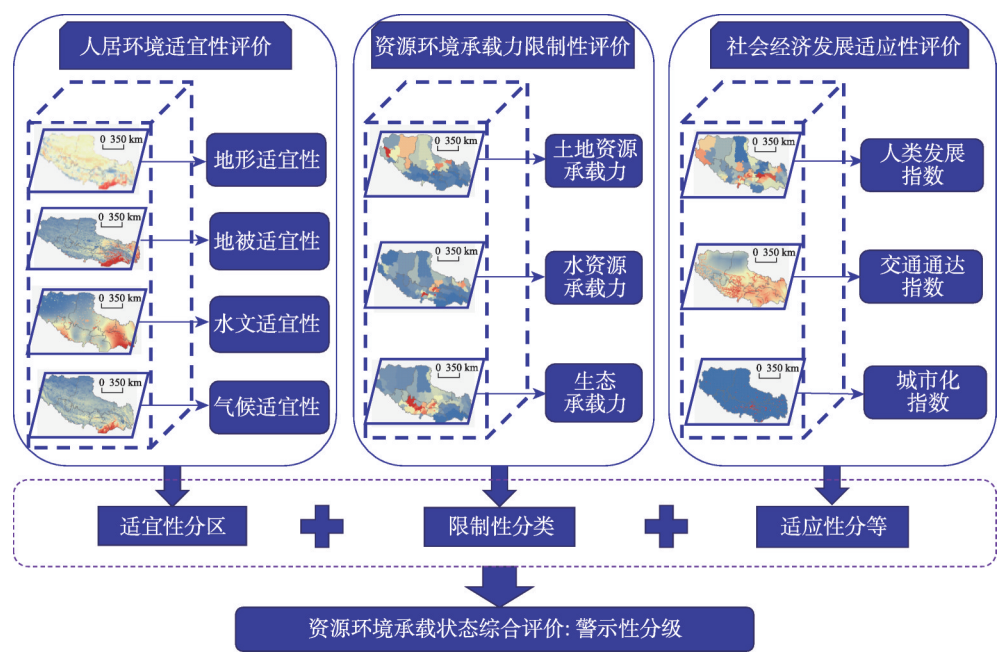 人居环境适宜性评价
资源环境承载力限制性评价
社会经济发展适应性评价
0 350 km
地形适宜性
0 350 km
地被适宜性
0 350 km
水文适宜性
0 350 km
气候适宜性
0 350 km
土地资源
承载力
0 350 km
水资源
承载力
0 350 km
生态
承载力
0 350 km
人类发展
指数
0 350 km
交通通达
指数
0 350 km
城市化
指数
适宜性分区
限制性分类
适应性分等
资源环境承载状态综合评价: 警示性分级